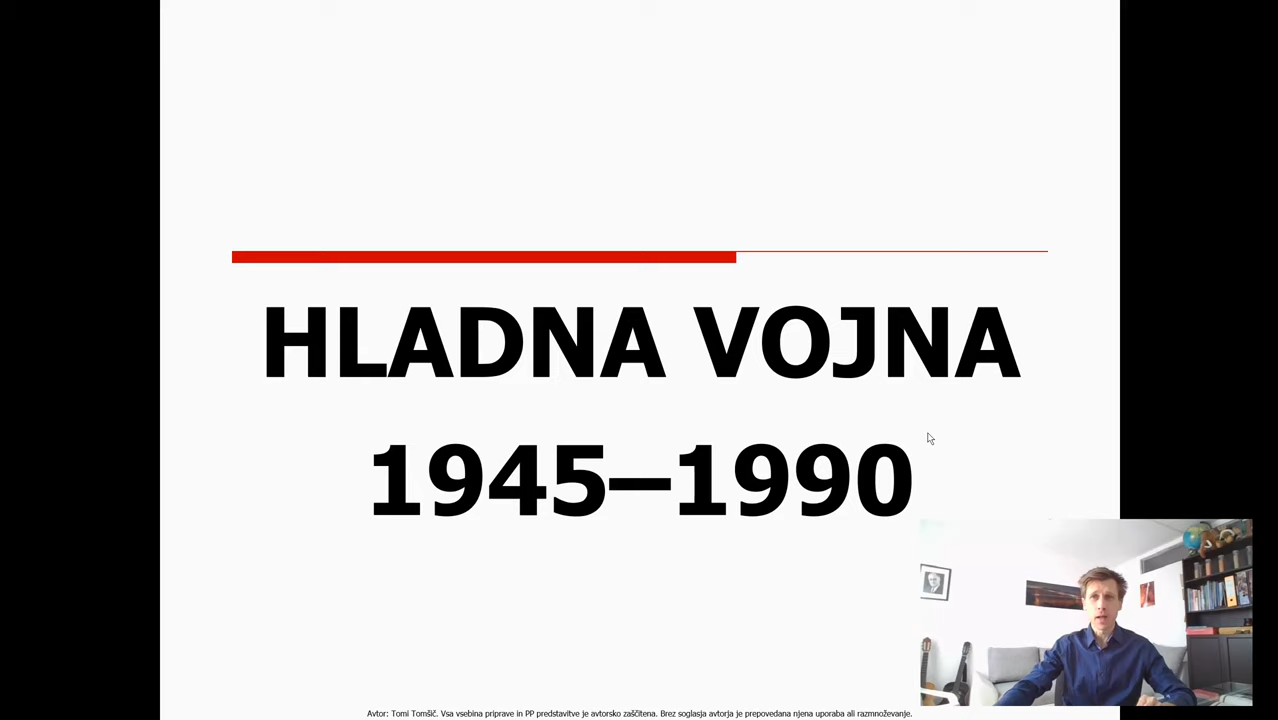 HLADNA VOJNA
1945–1990
Avtor: Tomi Tomšič. Vsa vsebina priprave in PP predstavitve je avtorsko zaščitena. Brez soglasja avtorja je prepovedana njena uporaba ali razmnoževanje.